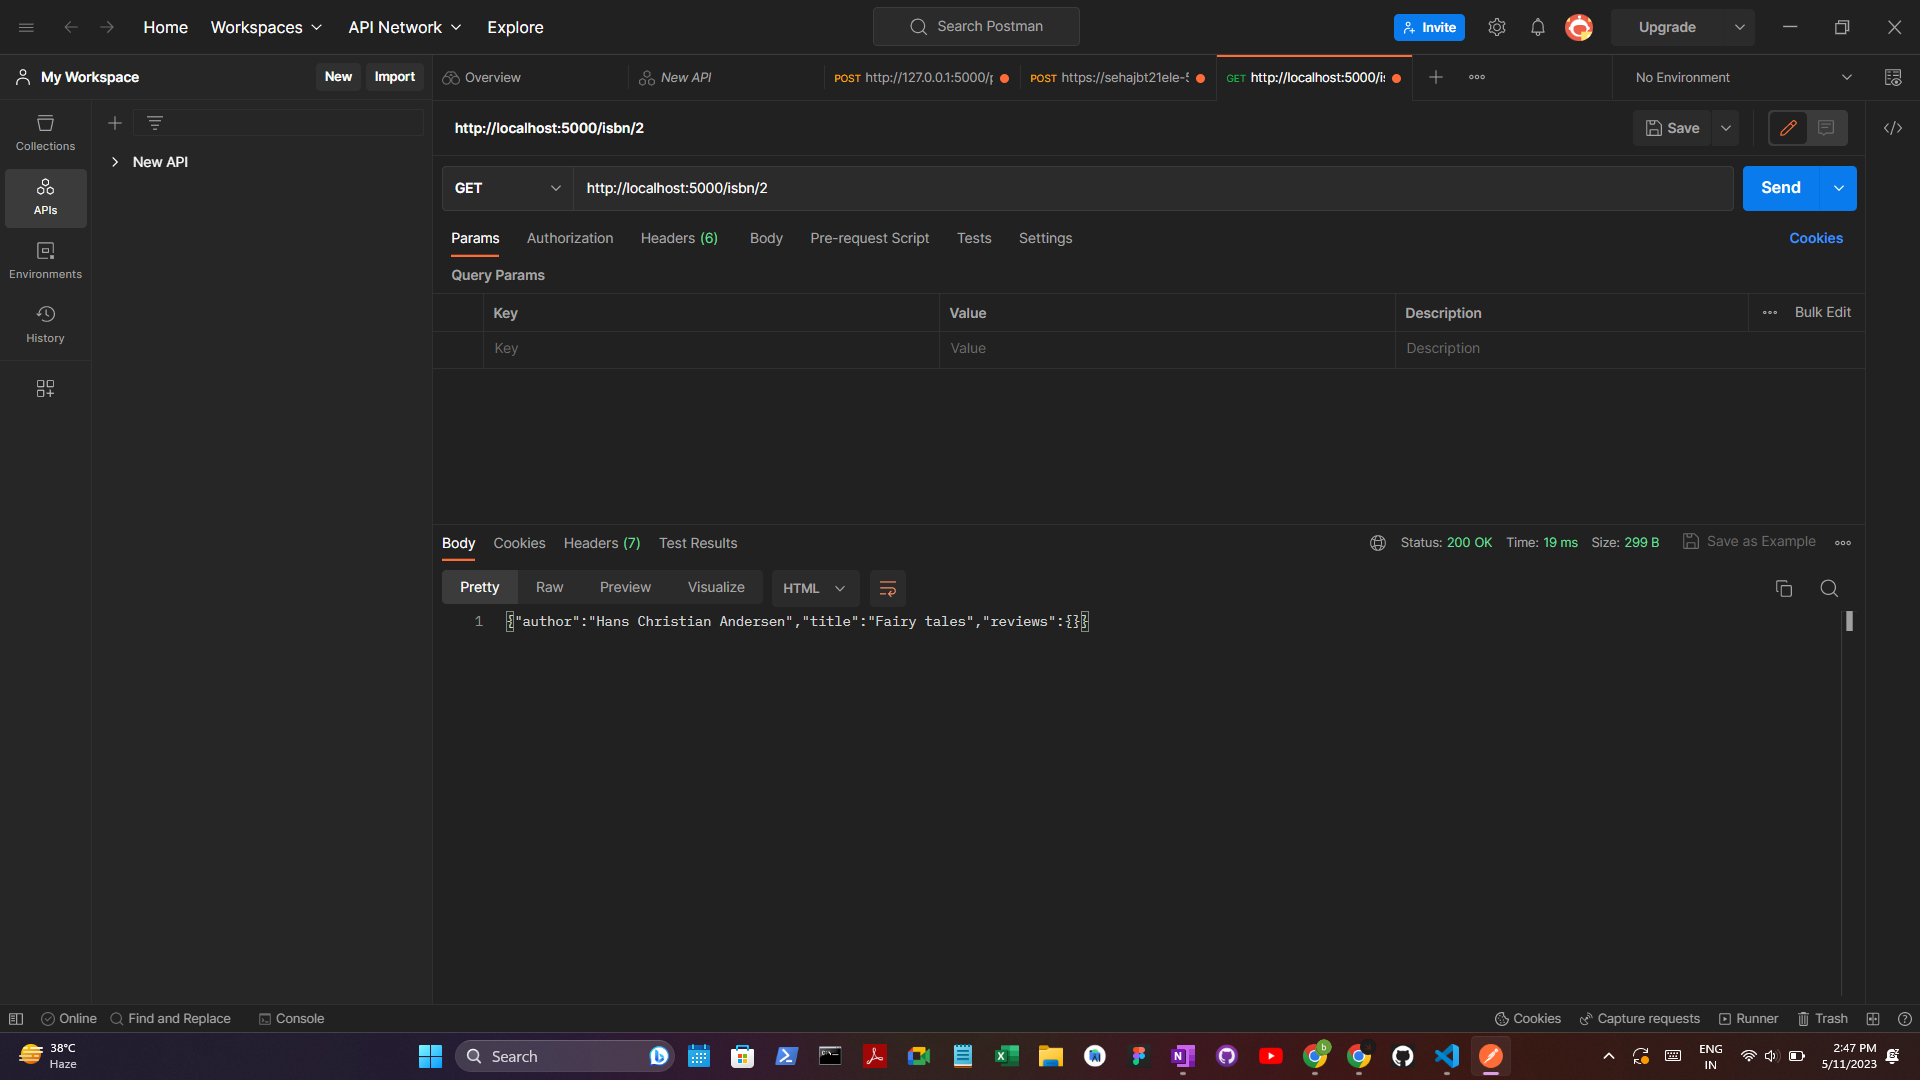 Home Workspaces API Network Explore Search Postman Invite Upgrade
My Workspace New Import Overview New API POST http://127.0.0.1:5000/ POST https://sehajbt21ele- GET http://localhost:5000/is No Environment
Collections
APIs
Environments
History
New API
http://localhost:5000/isbn/2 Save
GET http://localhost:5000/isbn/2 Send
Params Authorization Headers (6) Body Pre-request Script Tests Settings Cookies
Query Params
Key Value Description Bulk Edit
Key Value Description
Body Cookies Headers (7) Test Results Status: 200 OK Time: 19 ms Size: 299 B Save as Example
Pretty Raw Preview Visualize HTML
1 {"author":"Hans Christian Andersen","title":"Fairy tales","reviews":{}}
Online Find and Replace Console Cookies Capture requests Runner Trash
38°C
Haze
Search
ENG
IN
2:47 PM
5/11/2023